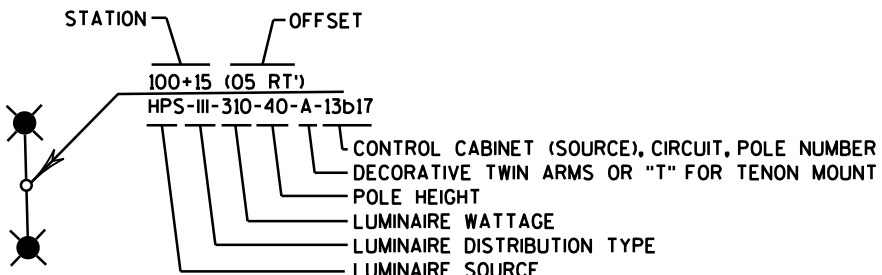 STATION OFFSET
100+15 (05 RT')
HPS-III-310-40-A-13b17
CONTROL CABINET (SOURCE), CIRCUIT, POLE NUMBER
DECORATIVE TWIN ARMS OR "T" FOR TENON MOUNT
POLE HEIGHT
LUMINAIRE WATTAGE
LUMINAIRE DISTRIBUTION TYPE
LUMINAIRE SOURCE